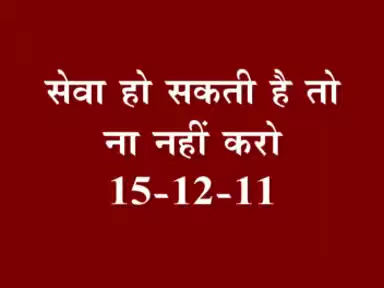 सेवा हो सकती है तो
ना नहीं करो
15-12-11